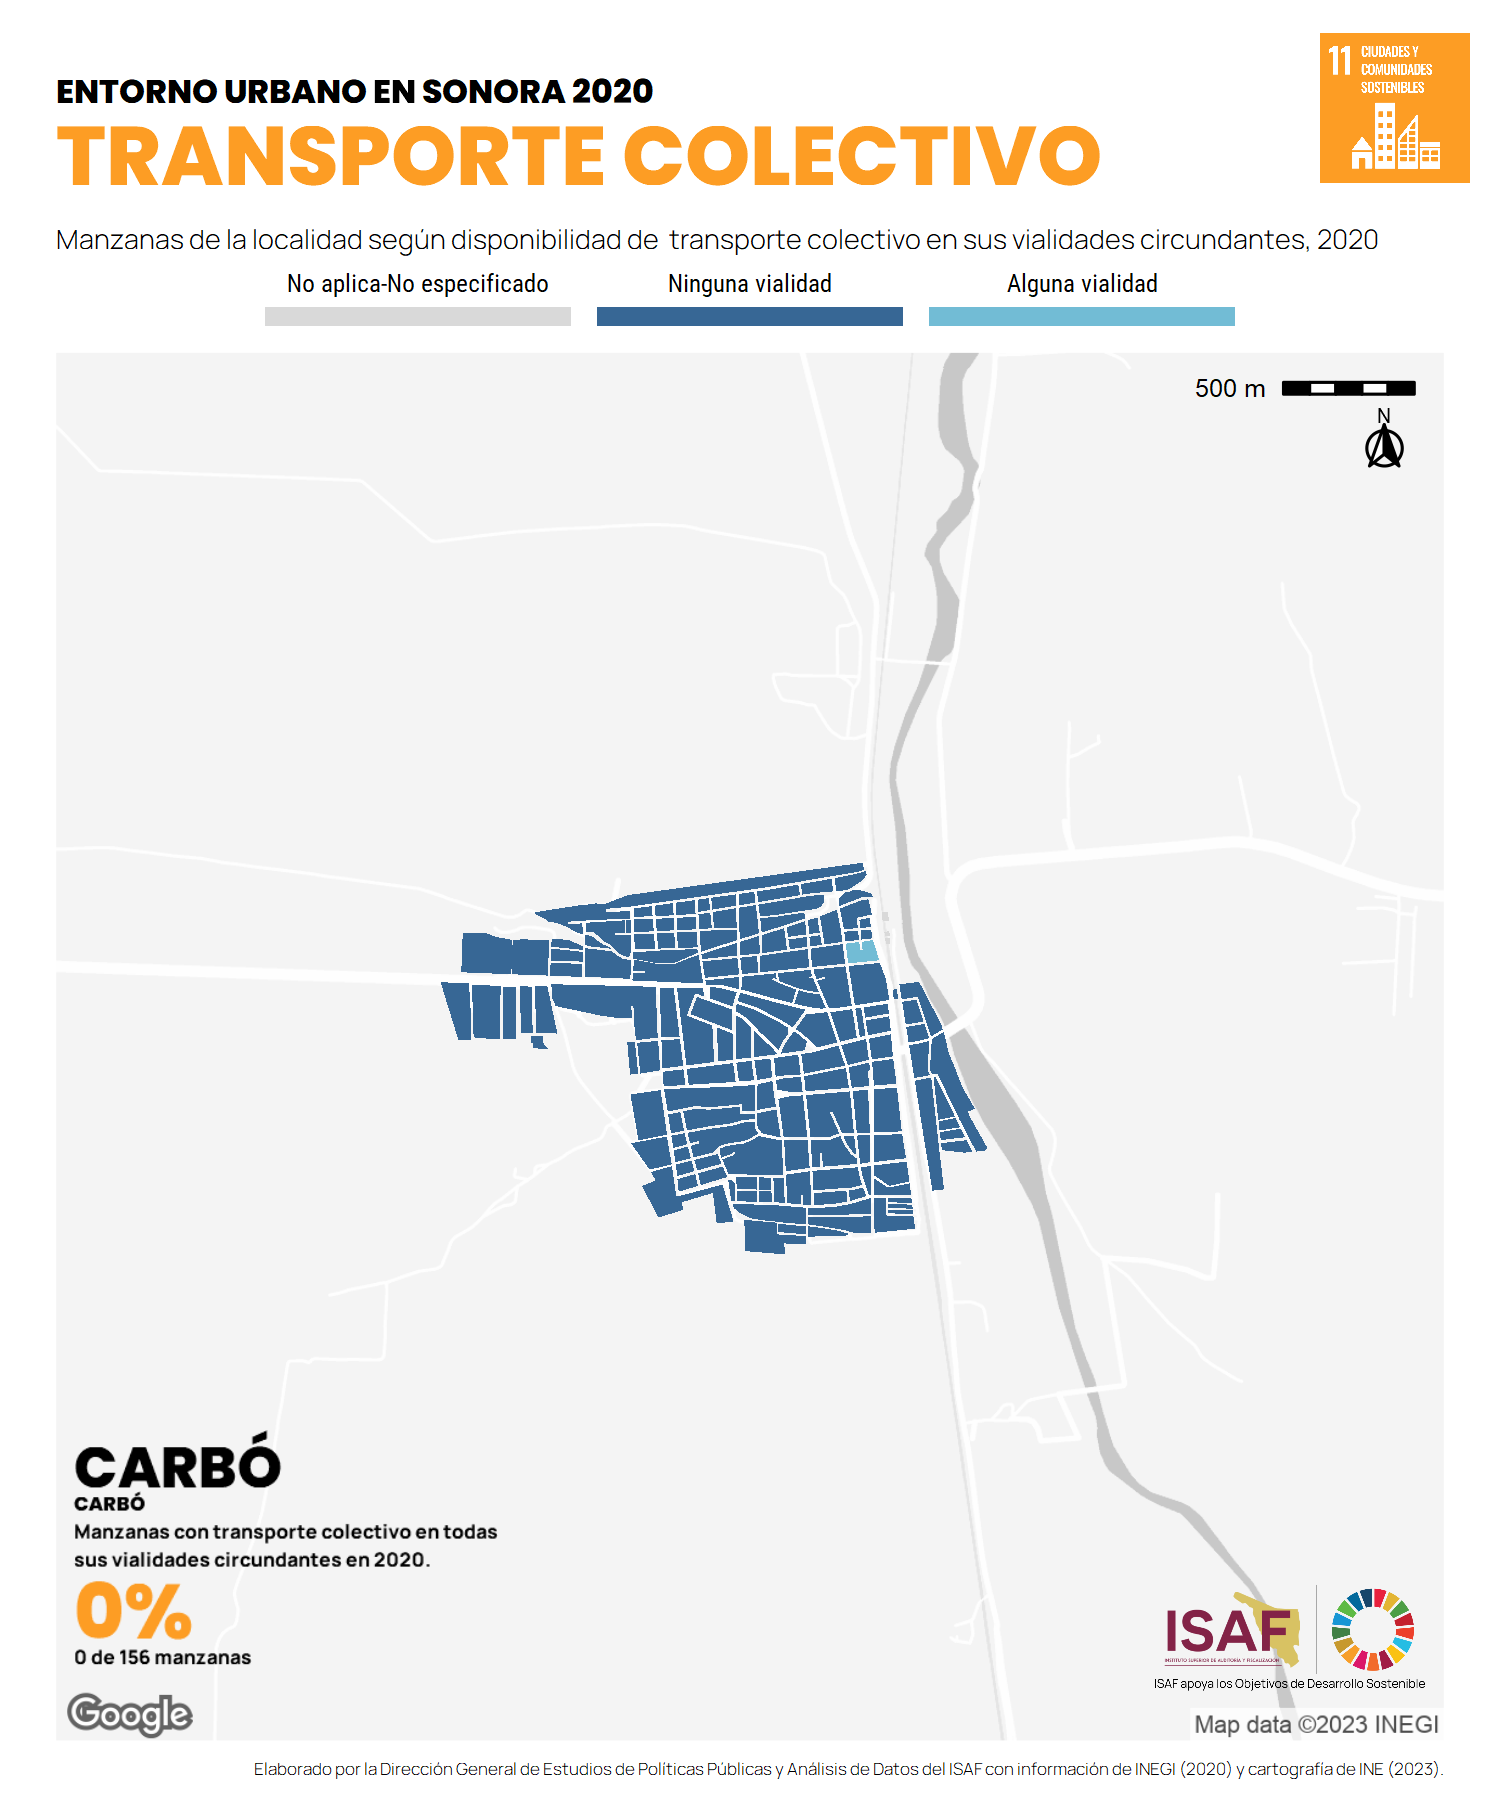 ENTORNO URBANO EN SONORA 2020
TRANSPORTE COLECTIVO
11 CIUDADES Y
COMUNIDADES
SOSTENIBLES
Manzanas de la localidad según disponibilidad de transporte colectivo en sus vialidades circundantes, 2020
No aplica-No especificado
Ninguna vialidad
Alguna vialidad
500 m
N
CARBÓ
CARBÓ
Manzanas con transporte colectivo en todas
sus vialidades circundantes en 2020.
0%
0 de 156 manzanas
Google
ISAF
INSTITUTO SUPERIOR DE AUDITORÍA Y FISCALIZACIÓN
ISAF apoya los Objetivos de Desarrollo Sostenible
Map data ©2023 INEGI
Elaborado por la Dirección General de Estudios de Políticas Públicas y Análisis de Datos del ISAF con información de INEGI (2020) y cartografía de INE (2023).